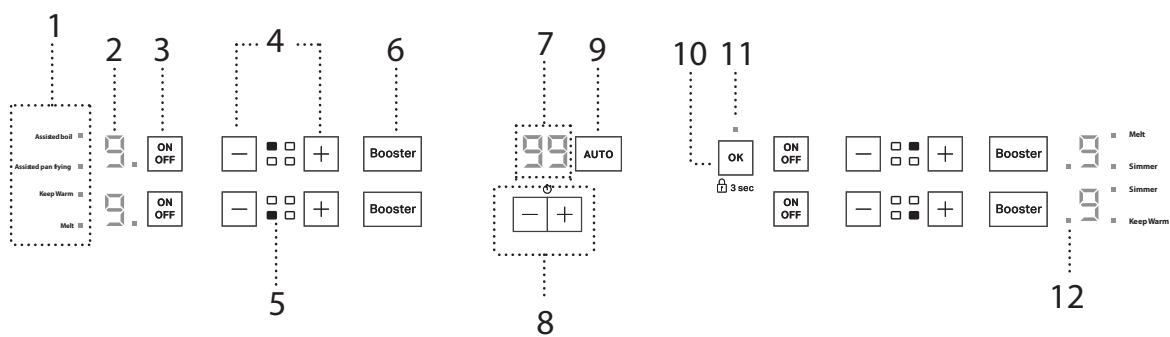 1
2
3
4
6
7
9
10
11
Assisted boil
9.
ON
OFF
−
+
Booster
99
AUTO
OK
ON
OFF
−
+
Booster
.9
Melt
Assisted pan frying
Simmer
3 sec
Keep Warm
9.
ON
OFF
−
+
Booster
−
+
ON
OFF
−
+
Booster
.9
Simmer
Melt
Keep Warm
5
8
12